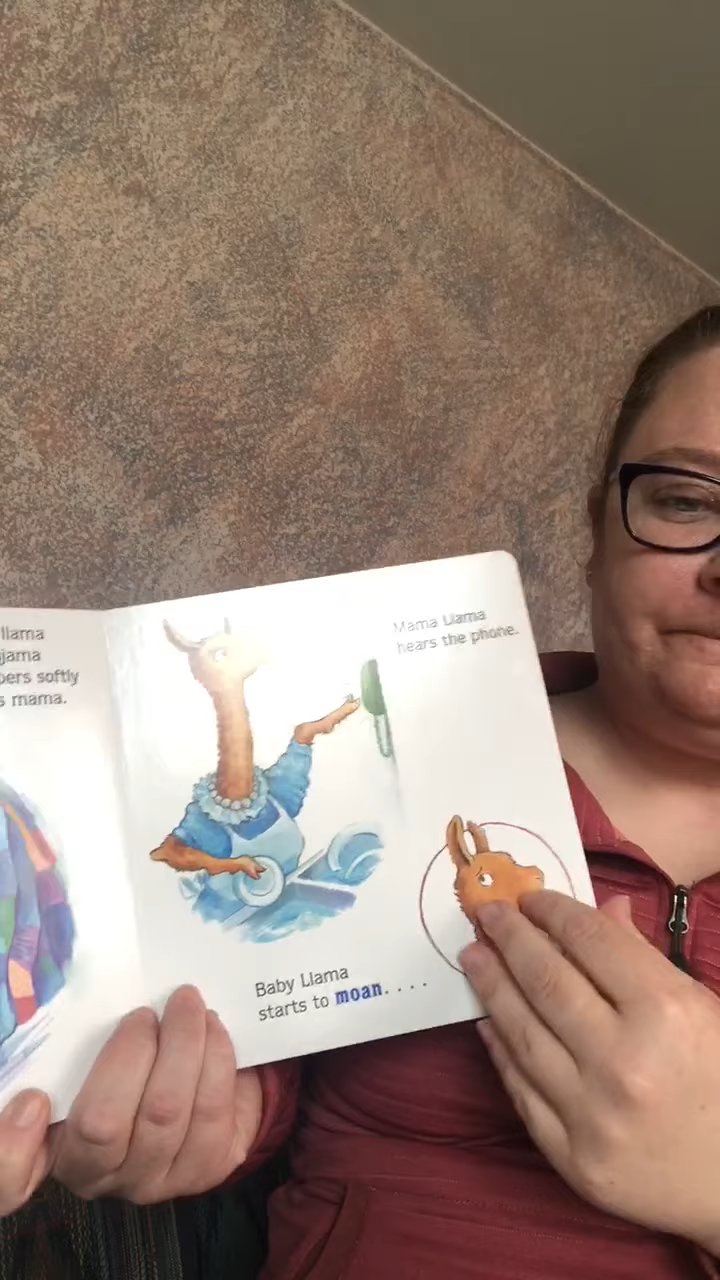 llama
jama
pers softly
s mama.
Mama Llama
hears the phone.
Baby Llama
starts to moan. . . .